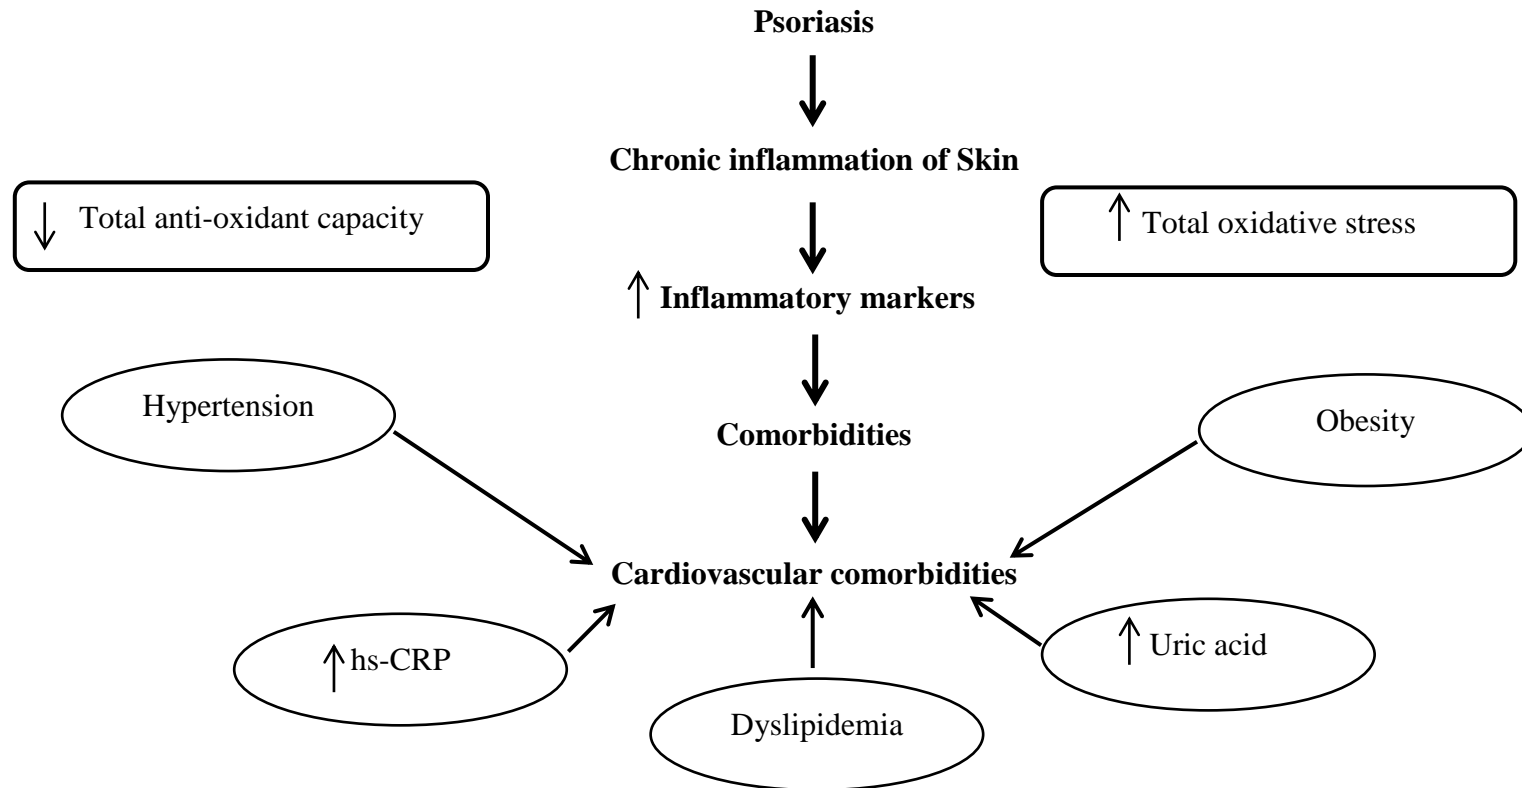 Psoriasis
Chronic inflammation of Skin
Total anti-oxidant capacity
Total oxidative stress
Inflammatory markers
Hypertension
Obesity
Comorbidities
Cardiovascular comorbidities
hs-CRP
Uric acid
Dyslipidemia